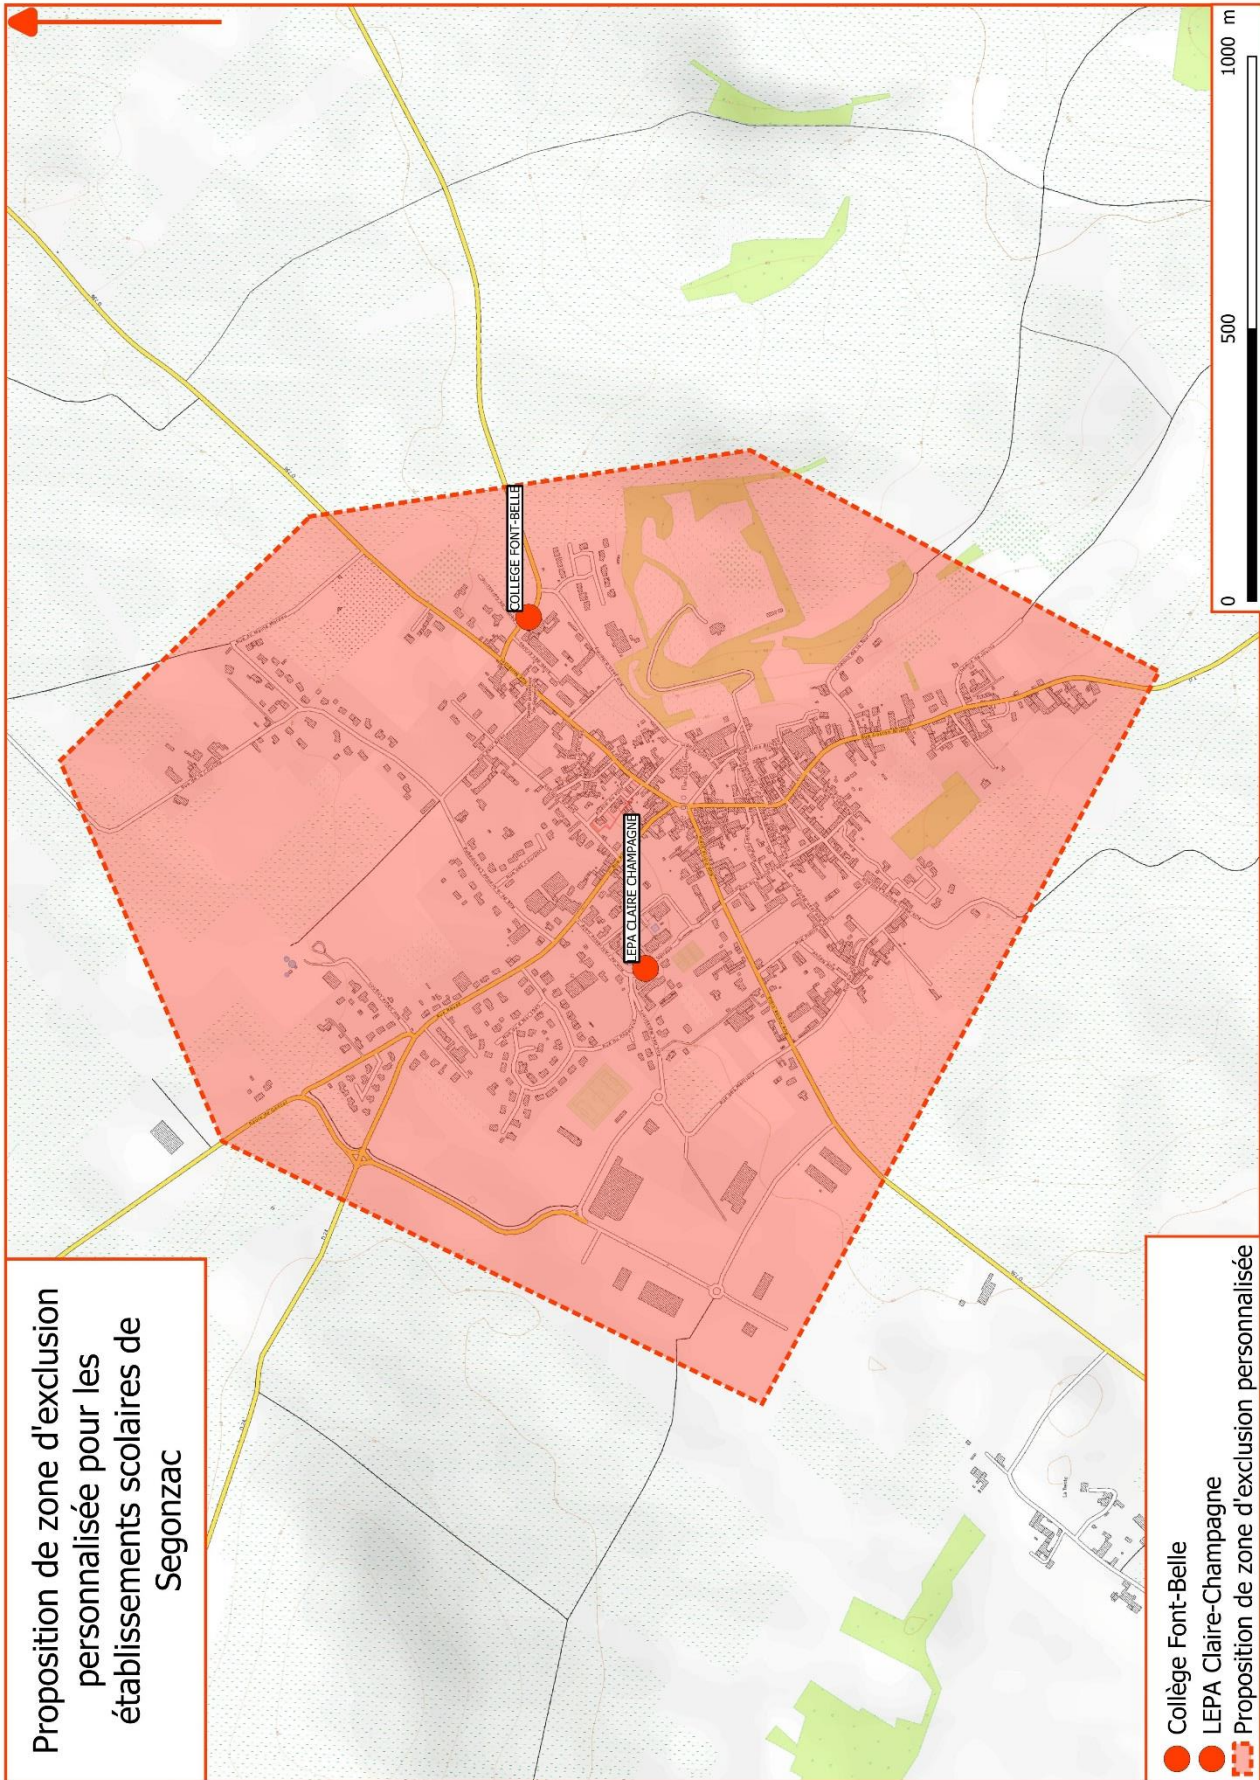 Proposition de zone d'exclusion
personnalisée pour les
établissements scolaires de
Segonzac
COLLEGE FONT-BELLE
LEPA CLAIRE CHAMPAGNE
Collège Font-Belle
LEPA Claire-Champagne
Proposition de zone d'exclusion personnalisée
0 500 1000 m